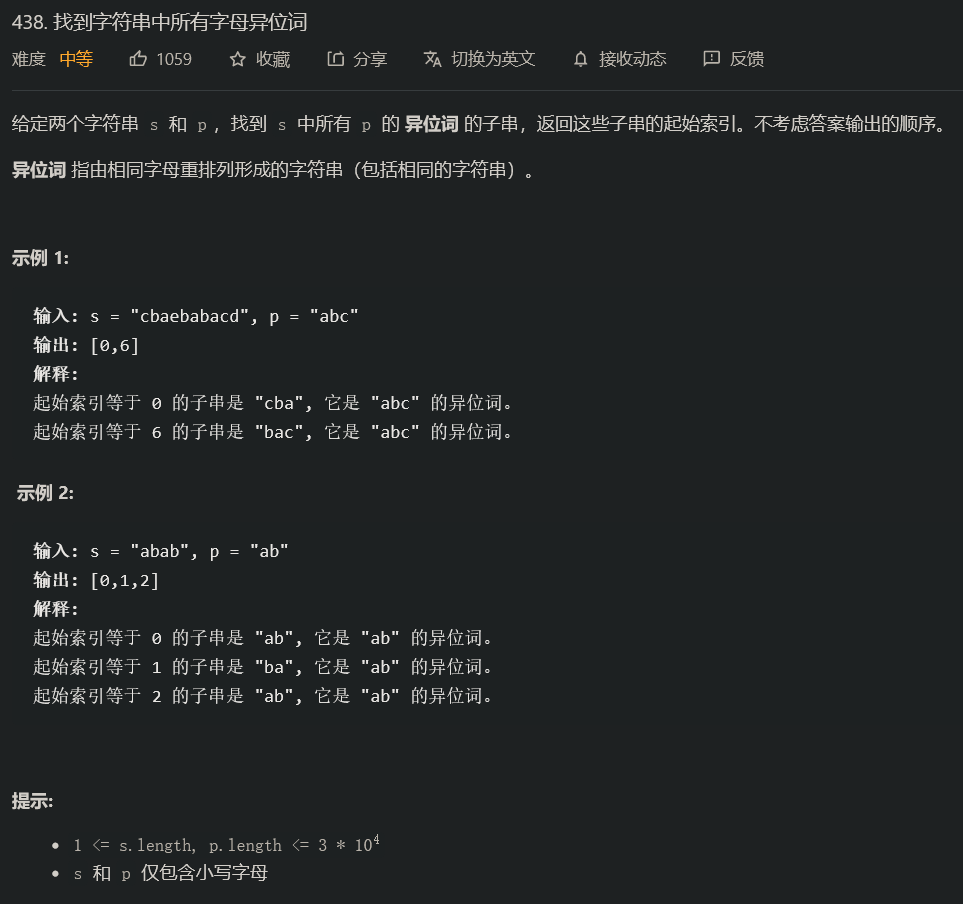 438. 找到字符串中所有字母异位词
难度 中等 1059 收藏 分享 切换为英文 接收动态 反馈
给定两个字符串 s 和 p，找到 s 中所有 p 的 异位词 的子串，返回这些子串的起始索引。不考虑答案输出的顺序。
异位词 指由相同字母重排列形成的字符串（包括相同的字符串）。
示例 1:
输入: s = "cbaebabacd", p = "abc"
输出: [0,6]
解释:
起始索引等于 0 的子串是 "cba", 它是 "abc" 的异位词。
起始索引等于 6 的子串是 "bac", 它是 "abc" 的异位词。
示例 2:
输入: s = "abab", p = "ab"
输出: [0,1,2]
解释:
起始索引等于 0 的子串是 "ab", 它是 "ab" 的异位词。
起始索引等于 1 的子串是 "ba", 它是 "ab" 的异位词。
起始索引等于 2 的子串是 "ab", 它是 "ab" 的异位词。
提示:
• 1 <= s.length, p.length <= 3 * 10⁴
• s 和 p 仅包含小写字母